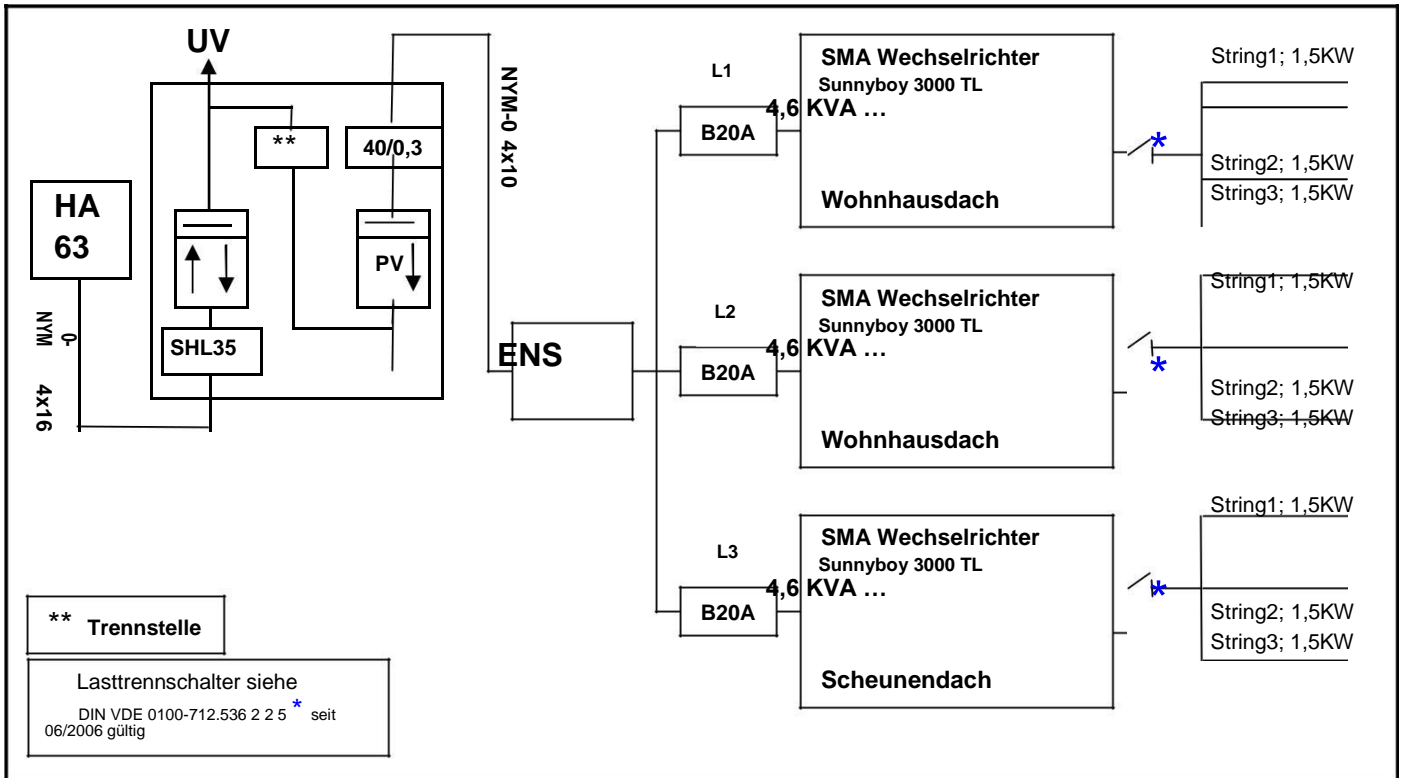 UV
HA
63
NYM 0-
4x16
**
40/0,3
PV
SHL35
NYM-0 4x10
ENS
L1
B20A
SMA Wechselrichter
Sunnyboy 3000 TL
4,6 KVA ...
Wohnhausdach
*
String1; 1,5KW
String2; 1,5KW
String3; 1,5KW
L2
B20A
SMA Wechselrichter
Sunnyboy 3000 TL
4,6 KVA ...
Wohnhausdach
*
String1; 1,5KW
String2; 1,5KW
String3; 1,5KW
L3
B20A
SMA Wechselrichter
Sunnyboy 3000 TL
4,6 KVA ...
Scheunendach
*
String1; 1,5KW
String2; 1,5KW
String3; 1,5KW
** Trennstelle
Lasttrennschalter siehe
DIN VDE 0100-712.536 2 2 5 * seit
06/2006 gültig